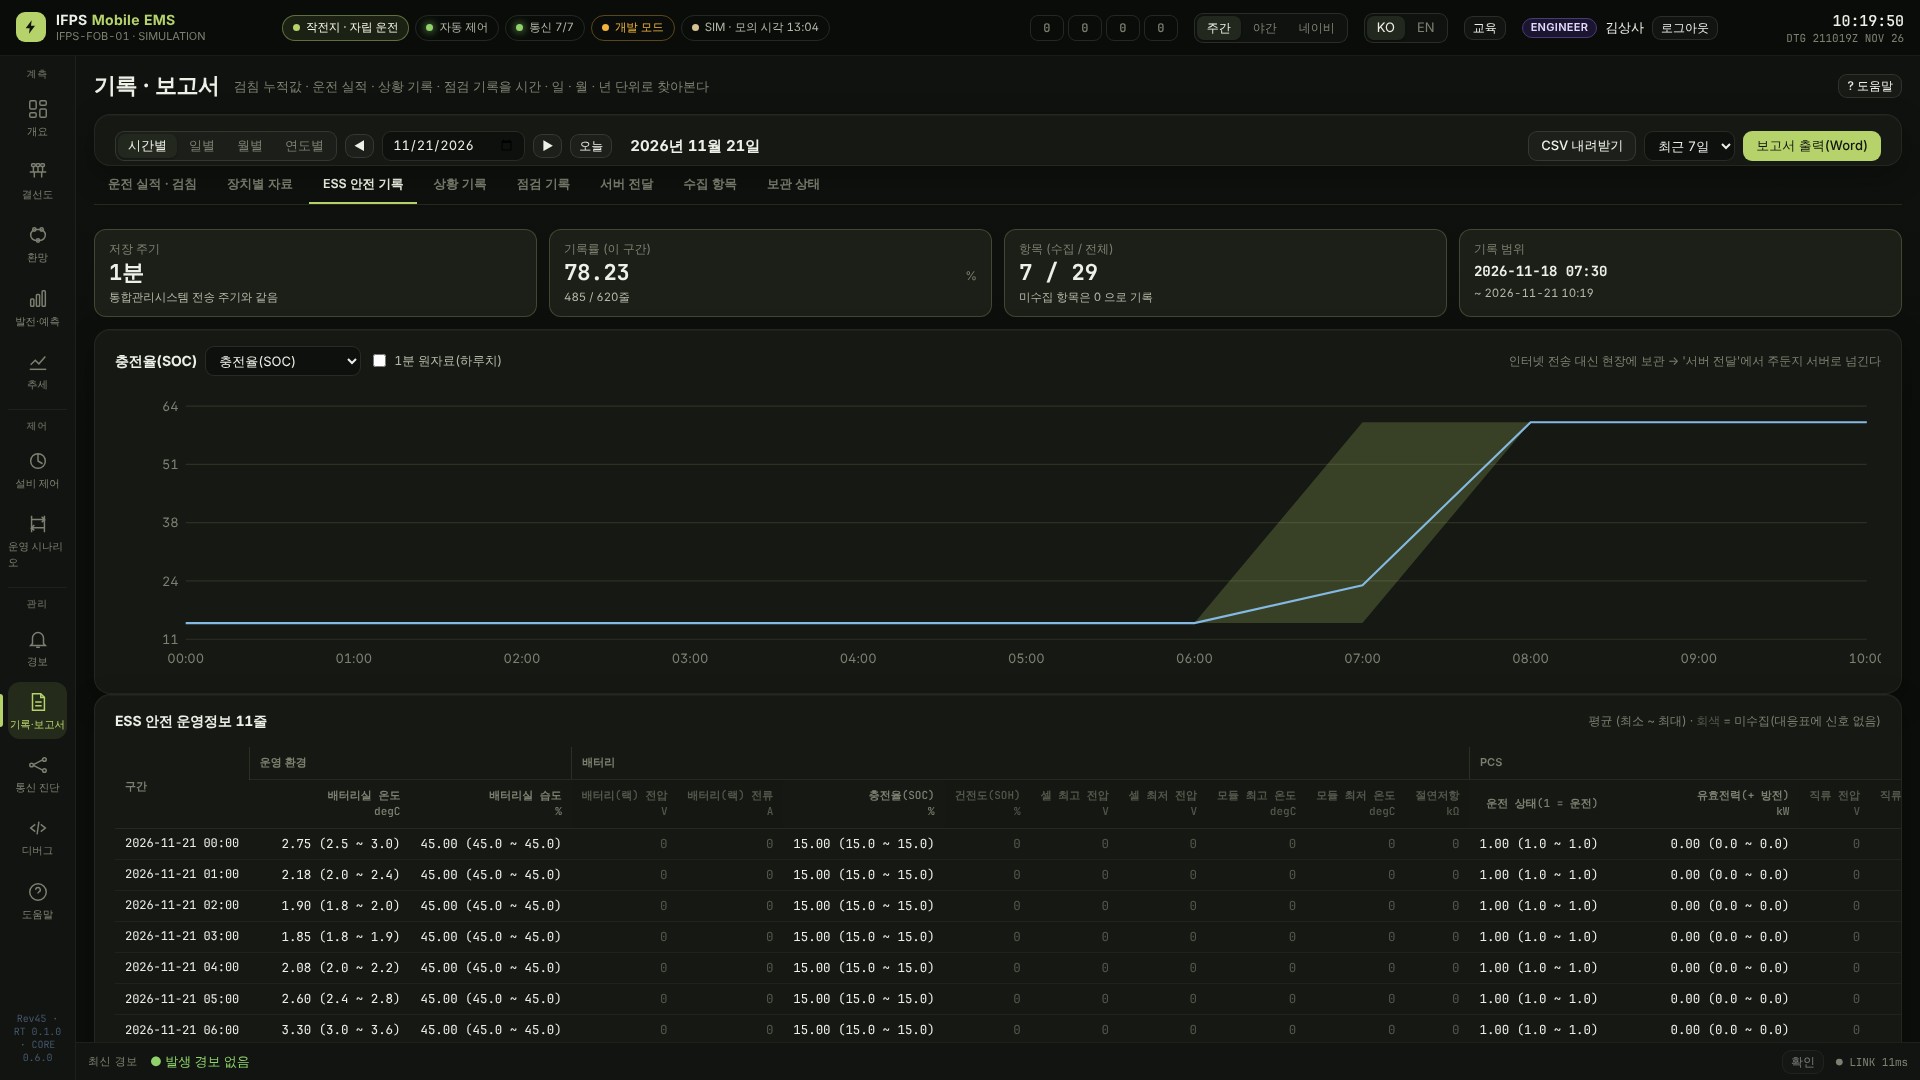 IFPS Mobile EMS
IFPS-FOB-01 · SIMULATION
작전지 · 자립 운전
자동 제어
통신 7/7
개발 모드
SIM · 모의 시각 13:04
0 0 0 0
주간 야간 네이비
KO EN
교육
ENGINEER 김상사 로그아웃
10:19:50
DTG 211019Z NOV 26
계측
개요
결선도
환망
발전·예측
추세
제어
설비 제어
운영 시나리
오
관리
경보
기록·보고서
통신 진단
디버그
도움말
Rev45 ·
RT 0.1.0
· CORE
0.6.0
기록 · 보고서
검침 누적값 · 운전 실적 · 상황 기록 · 점검 기록을 시간 · 일 · 월 · 년 단위로 찾아본다
? 도움말
시간별 일별 월별 연도별 ◀ 11/21/2026 ▶ 오늘 2026년 11월 21일
CSV 내려받기 최근 7일 보고서 출력(Word)
운전 실적 · 검침 장치별 자료 ESS 안전 기록 상황 기록 점검 기록 서버 전달 수집 항목 보관 상태
저장 주기
1분
통합관리시스템 전송 주기와 같음
기록률 (이 구간)
78.23 %
485 / 620줄
항목 (수집 / 전체)
7 / 29
미수집 항목은 0 으로 기록
기록 범위
2026-11-18 07:30
~ 2026-11-21 10:19
충전율(SOC) 충전율(SOC) 1분 원자료(하루치)
인터넷 전송 대신 현장에 보관 → '서버 전달'에서 주둔지 서버로 넘긴다
64
51
38
24
11
00:00 01:00 02:00 03:00 04:00 05:00 06:00 07:00 08:00 09:00 10:0
ESS 안전 운영정보 11줄
평균 (최소 ~ 최대) · 회색 = 미수집(대응표에 신호 없음)
구간 운영 환경 배터리 PCS
배터리실 온도 배터리실 습도 배터리(랙) 전압 배터리(랙) 전류 충전율(SOC) 건전도(SOH) 셀 최고 전압 셀 최저 전압 모듈 최고 온도 모듈 최저 온도 절연저항 운전 상태(1 = 운전) 유효전력(+ 방전) 직류 전압 직류
degC % V A % % V V degC degC kΩ kW V
2026-11-21 00:00 2.75 (2.5 ~ 3.0) 45.00 (45.0 ~ 45.0) 0 0 15.00 (15.0 ~ 15.0) 0 0 0 0 0 0 1.00 (1.0 ~ 1.0) 0.00 (0.0 ~ 0.0) 0
2026-11-21 01:00 2.18 (2.0 ~ 2.4) 45.00 (45.0 ~ 45.0) 0 0 15.00 (15.0 ~ 15.0) 0 0 0 0 0 0 1.00 (1.0 ~ 1.0) 0.00 (0.0 ~ 0.0) 0
2026-11-21 02:00 1.90 (1.8 ~ 2.0) 45.00 (45.0 ~ 45.0) 0 0 15.00 (15.0 ~ 15.0) 0 0 0 0 0 0 1.00 (1.0 ~ 1.0) 0.00 (0.0 ~ 0.0) 0
2026-11-21 03:00 1.85 (1.8 ~ 1.9) 45.00 (45.0 ~ 45.0) 0 0 15.00 (15.0 ~ 15.0) 0 0 0 0 0 0 1.00 (1.0 ~ 1.0) 0.00 (0.0 ~ 0.0) 0
2026-11-21 04:00 2.08 (2.0 ~ 2.2) 45.00 (45.0 ~ 45.0) 0 0 15.00 (15.0 ~ 15.0) 0 0 0 0 0 0 1.00 (1.0 ~ 1.0) 0.00 (0.0 ~ 0.0) 0
2026-11-21 05:00 2.60 (2.4 ~ 2.8) 45.00 (45.0 ~ 45.0) 0 0 15.00 (15.0 ~ 15.0) 0 0 0 0 0 0 1.00 (1.0 ~ 1.0) 0.00 (0.0 ~ 0.0) 0
2026-11-21 06:00 3.30 (3.0 ~ 3.6) 45.00 (45.0 ~ 45.0) 0 0 15.00 (15.0 ~ 15.0) 0 0 0 0 0 0 1.00 (1.0 ~ 1.0) 0.00 (0.0 ~ 0.0) 0
최신 경보 발생 경보 없음
확인 LINK 11ms